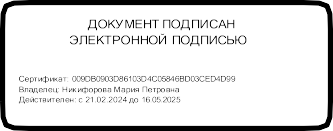 ДОКУМЕНТ ПОДПИСАН
ЭЛЕКТРОННОЙ ПОДПИСЬЮ
Сертификат: 009DB0903D86103D4C05846BD03CED4D99
Владелец: Никифорова Мария Петровна
Действителен: с 21.02.2024 до 16.05.2025